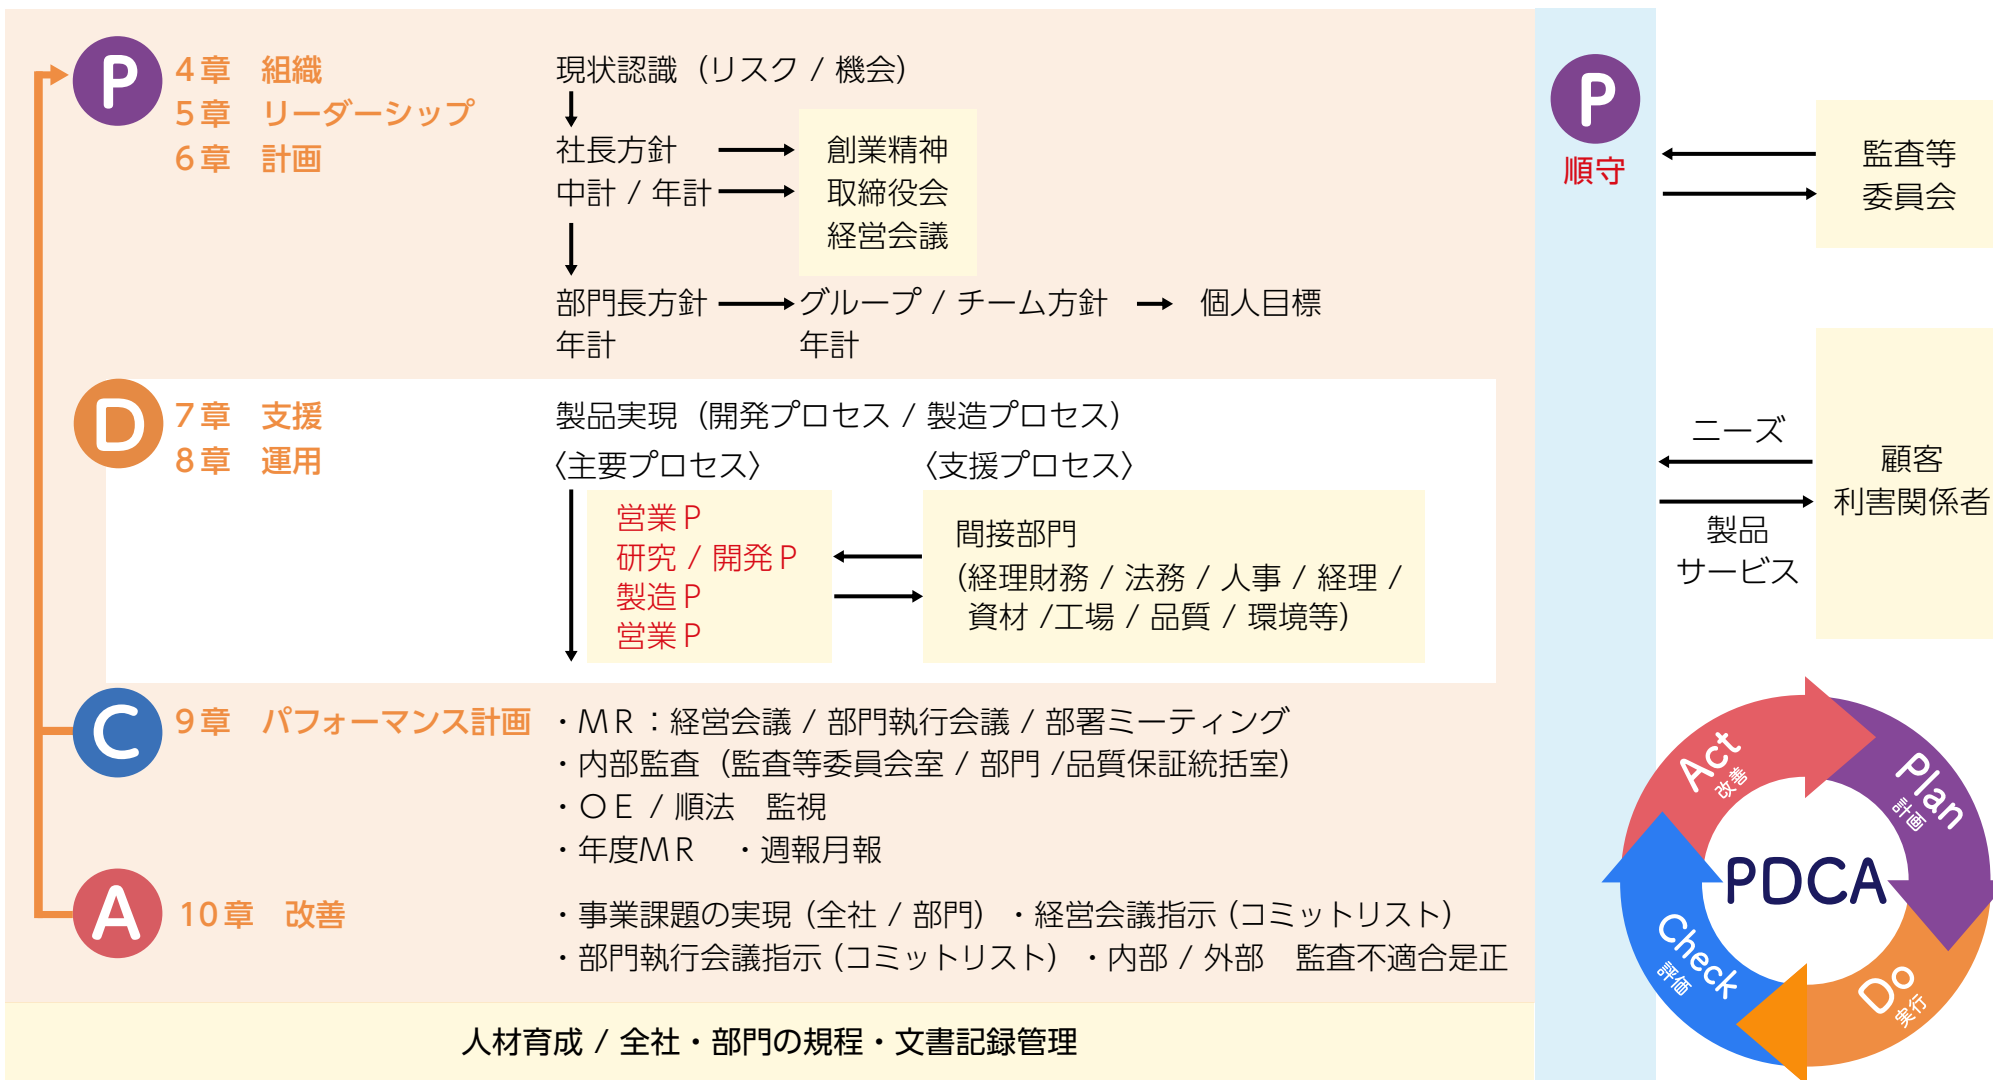 P
4章　組織
5章　リーダーシップ
6章　計画
現状認識（リスク / 機会）
社長方針
中計 / 年計
創業精神
取締役会
経営会議
部門長方針
年計
グループ / チーム方針
年計
個人目標
D
7章　支援
8章　運用
製品実現（開発プロセス / 製造プロセス）
〈主要プロセス〉
〈支援プロセス〉
営業P
研究 / 開発P
製造P
営業P
間接部門
（経理財務 / 法務 / 人事 / 経理 /
資材 /工場 / 品質 / 環境等）
C
9章　パフォーマンス計画
・MR：経営会議 / 部門執行会議 / 部署ミーティング
・内部監査（監査等委員会室 / 部門 /品質保証統括室）
・OE / 順法　監視
・年度MR　・週報月報
A
10章　改善
・事業課題の実現（全社 / 部門）・経営会議指示（コミットリスト）
・部門執行会議指示（コミットリスト）・内部 / 外部　監査不適合是正
人材育成 / 全社・部門の規程・文書記録管理
P
順守
監査等
委員会
ニーズ
製品
サービス
顧客
利害関係者
Act
改善
Plan
計画
PDCA
Check
評価
Do
実行